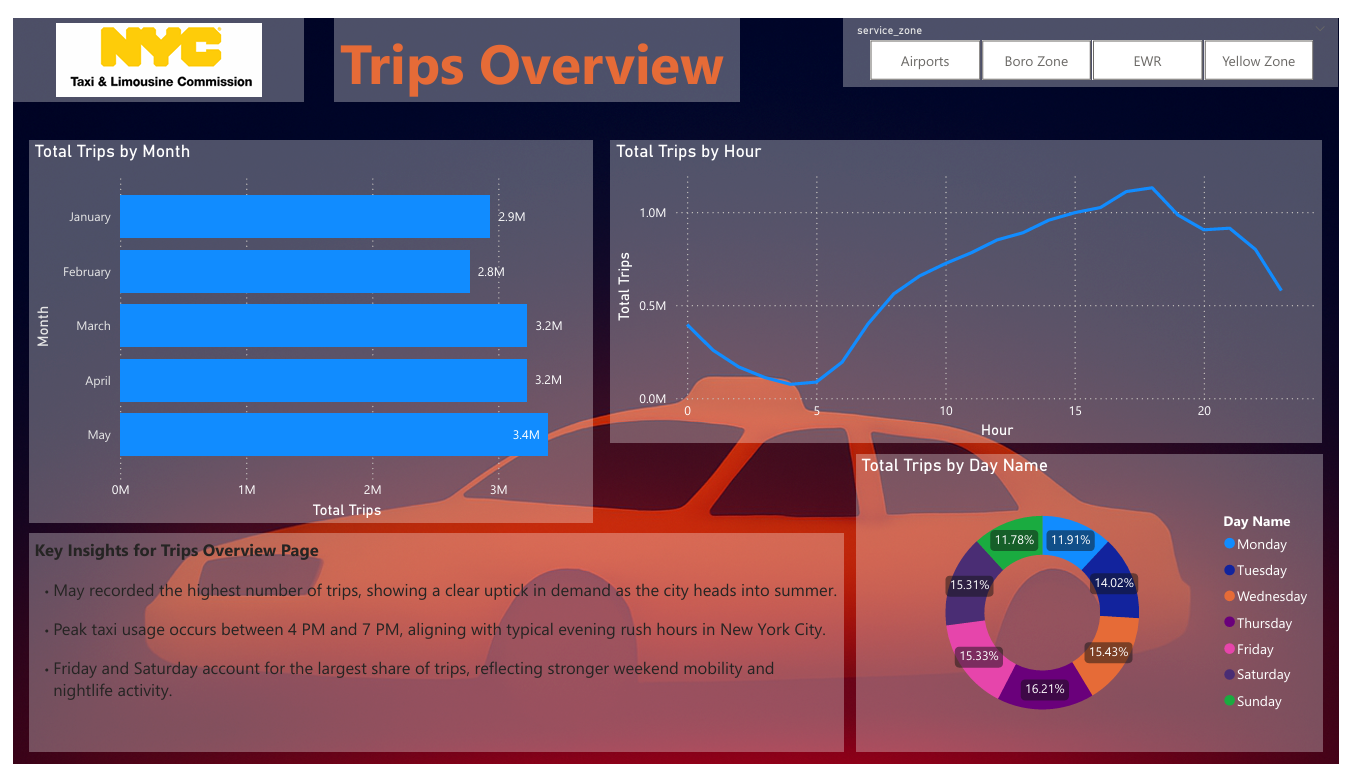 NYC
Taxi & Limousine Commission
Trips Overview
service_zone
Airports
Boro Zone
EWR
Yellow Zone
Total Trips by Month
Month
January
2.9M
February
2.8M
March
3.2M
April
3.2M
May
3.4M
0M
1M
2M
3M
Total Trips
Total Trips by Hour
Total Trips
1.0M
0.5M
0.0M
0
5
10
15
20
Hour
Key Insights for Trips Overview Page
• May recorded the highest number of trips, showing a clear uptick in demand as the city heads into summer.
• Peak taxi usage occurs between 4 PM and 7 PM, aligning with typical evening rush hours in New York City.
• Friday and Saturday account for the largest share of trips, reflecting stronger weekend mobility and
nightlife activity.
Total Trips by Day Name
11.91%
14.02%
15.43%
16.21%
15.33%
15.31%
11.78%
Day Name
Monday
Tuesday
Wednesday
Thursday
Friday
Saturday
Sunday